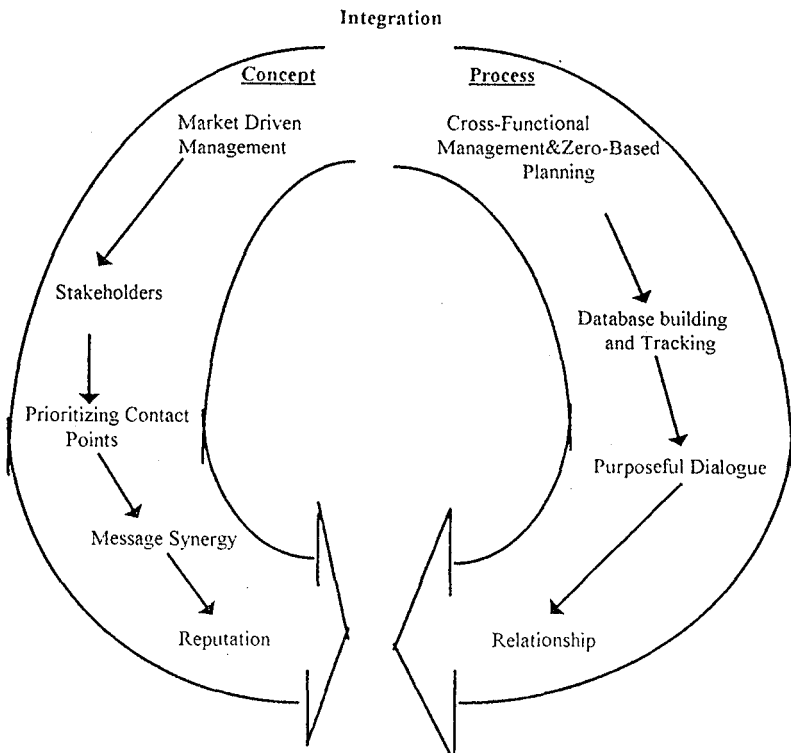 Integration
Concept
Market Driven
Management
Stakeholders
Prioritizing Contact
Points
Message Synergy
Reputation
Process
Cross-Functional
Management&Zero-Based
Planning
Database building
and Tracking
Purposeful Dialogue
Relationship